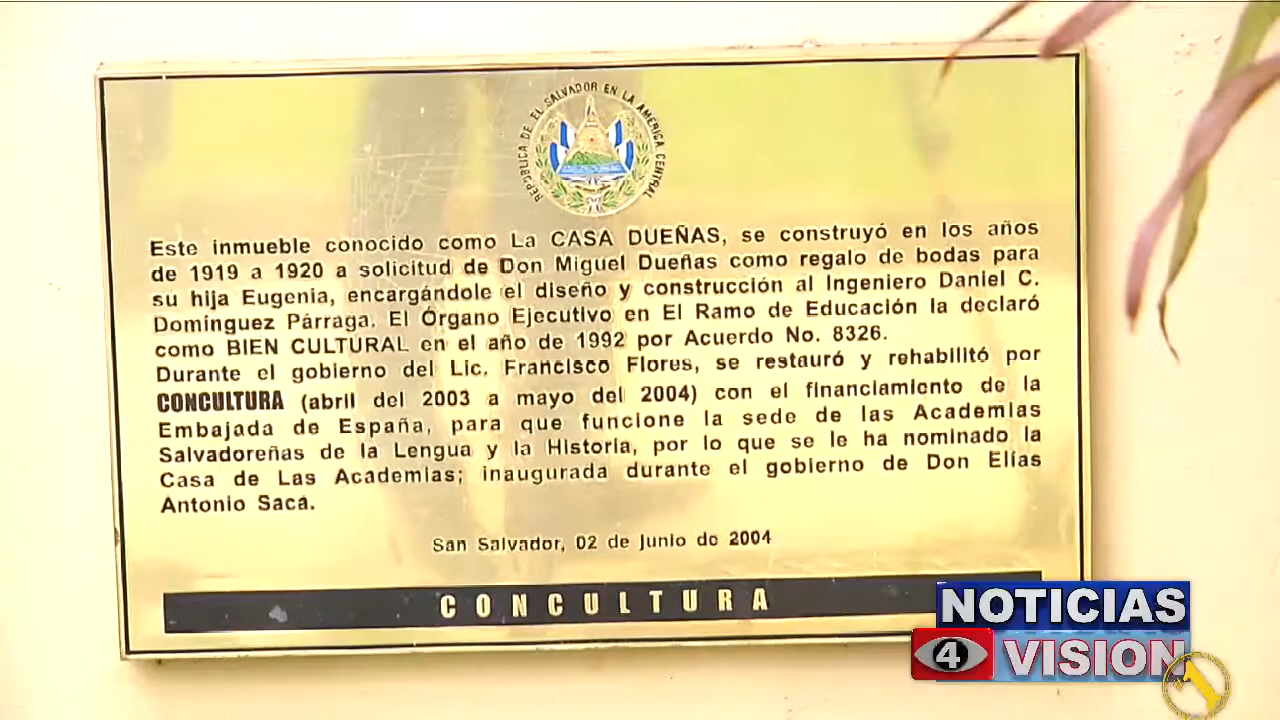 REPÚBLICA DE EL SALVADOR EN LA AMÉRICA CENTRAL
Este inmueble conocido como La CASA DUEÑAS, se construyó en los años
de 1919 a 1920 a solicitud de Don Miguel Dueñas como regalo de bodas para
su hija Eugenia, encargándole el diseño y construcción al Ingeniero Daniel C.
Domínguez Párraga. El Órgano Ejecutivo en El Ramo de Educación la declaró
como BIEN CULTURAL en el año de 1992 por Acuerdo No. 8326.
Durante el gobierno del Lic. Francisco Flores, se restauró y rehabilitó por
CONCULTURA (abril del 2003 a mayo del 2004) con el financiamiento de la
Embajada de España, para que funcione la sede de las Academias
Salvadoreñas de la Lengua y la Historia, por lo que se le ha nominado la
Casa de Las Academias; inaugurada durante el gobierno de Don Elías
Antonio Saca.
San Salvador, 02 de junio de 2004
CONCULTURA
NOTICIAS
4 VISION